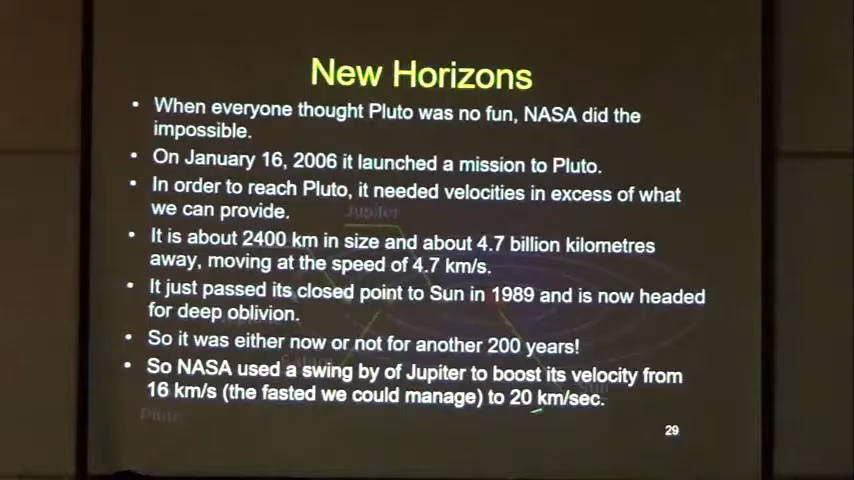 New Horizons
• When everyone thought Pluto was no fun, NASA did the
impossible.
• On January 16, 2006 it launched a mission to Pluto.
• In order to reach Pluto, it needed velocities in excess of what
we can provide.
Jupiter
• It is about 2400 km in size and about 4.7 billion kilometres
away, moving at the speed of 4.7 km/s.
• It just passed its closed point to Sun in 1989 and is now headed
for deep oblivion.
• So it was either now or not for another 200 years!
• So NASA used a swing by of Jupiter to boost its velocity from
16 km/s (the fasted we could manage) to 20 km/sec.
Pluto
29